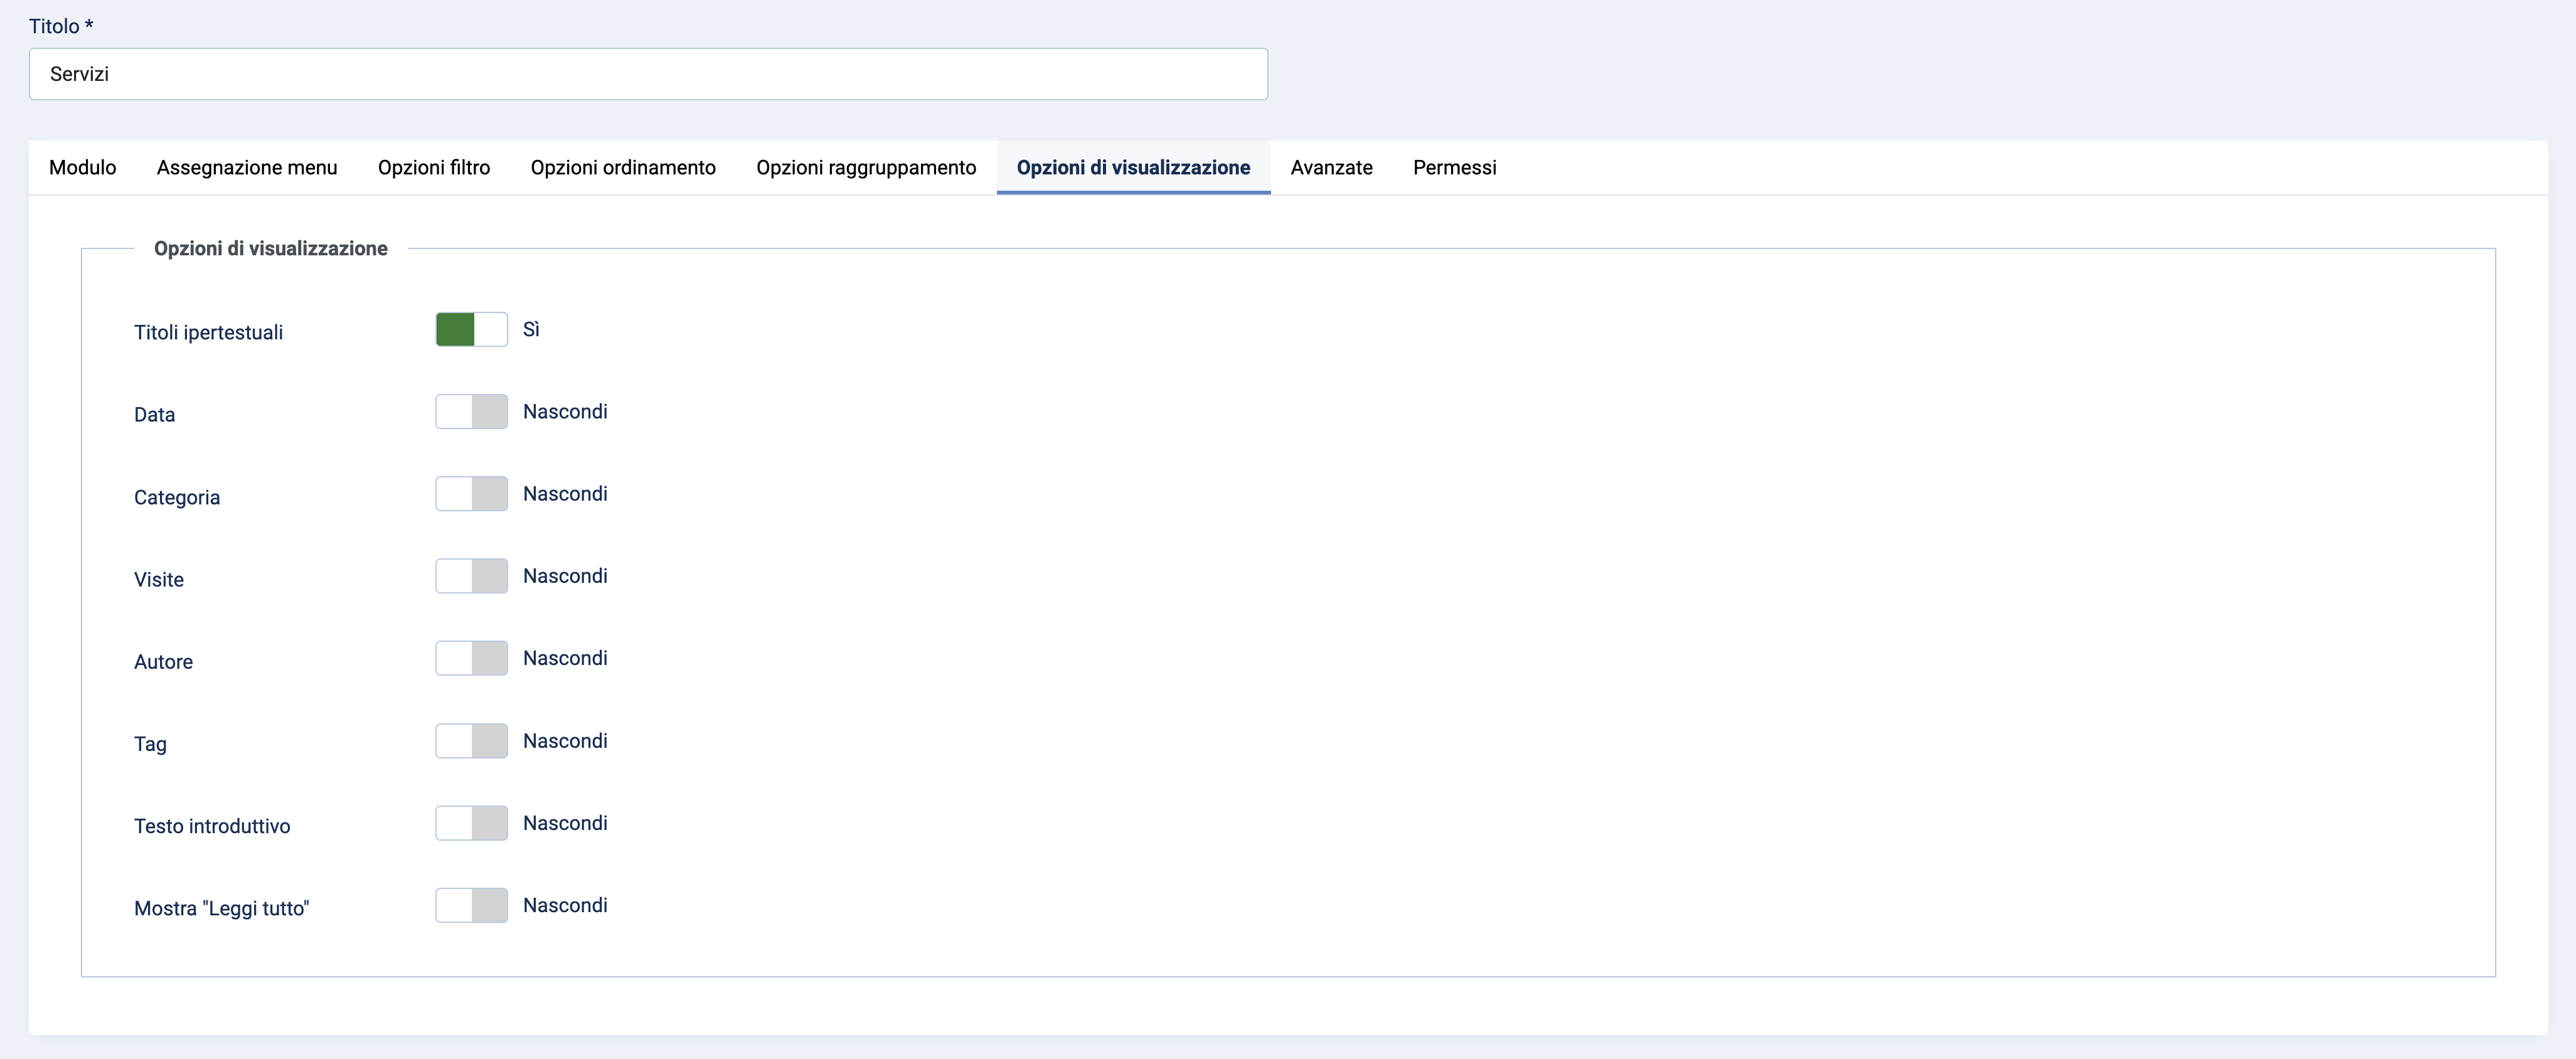 Titolo *
Servizi
Modulo Assegnazione menu Opzioni filtro Opzioni ordinamento Opzioni raggruppamento Opzioni di visualizzazione Avanzate Permessi
Opzioni di visualizzazione
Titoli ipertestuali Sì
Data Nascondi
Categoria Nascondi
Visite Nascondi
Autore Nascondi
Tag Nascondi
Testo introduttivo Nascondi
Mostra "Leggi tutto" Nascondi